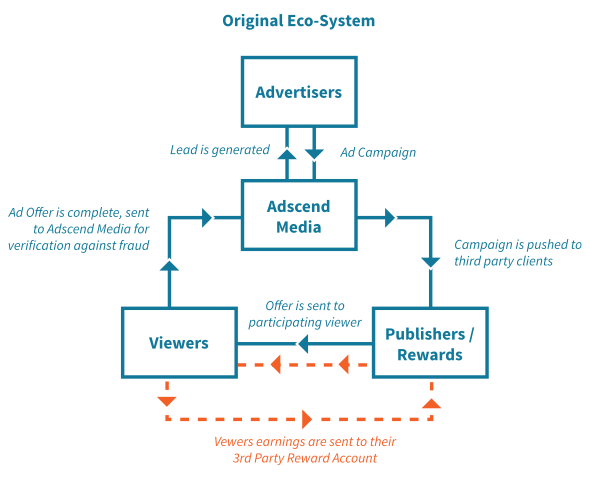 Original Eco-System
Advertisers
Lead is generated
Ad Campaign
Adscend
Media
Ad Offer is complete, sent
to Adscend Media for
verification against fraud
Campaign is pushed to
third party clients
Offer is sent to
participating viewer
Viewers
Publishers /
Rewards
Vewers earnings are sent to their
3rd Party Reward Account